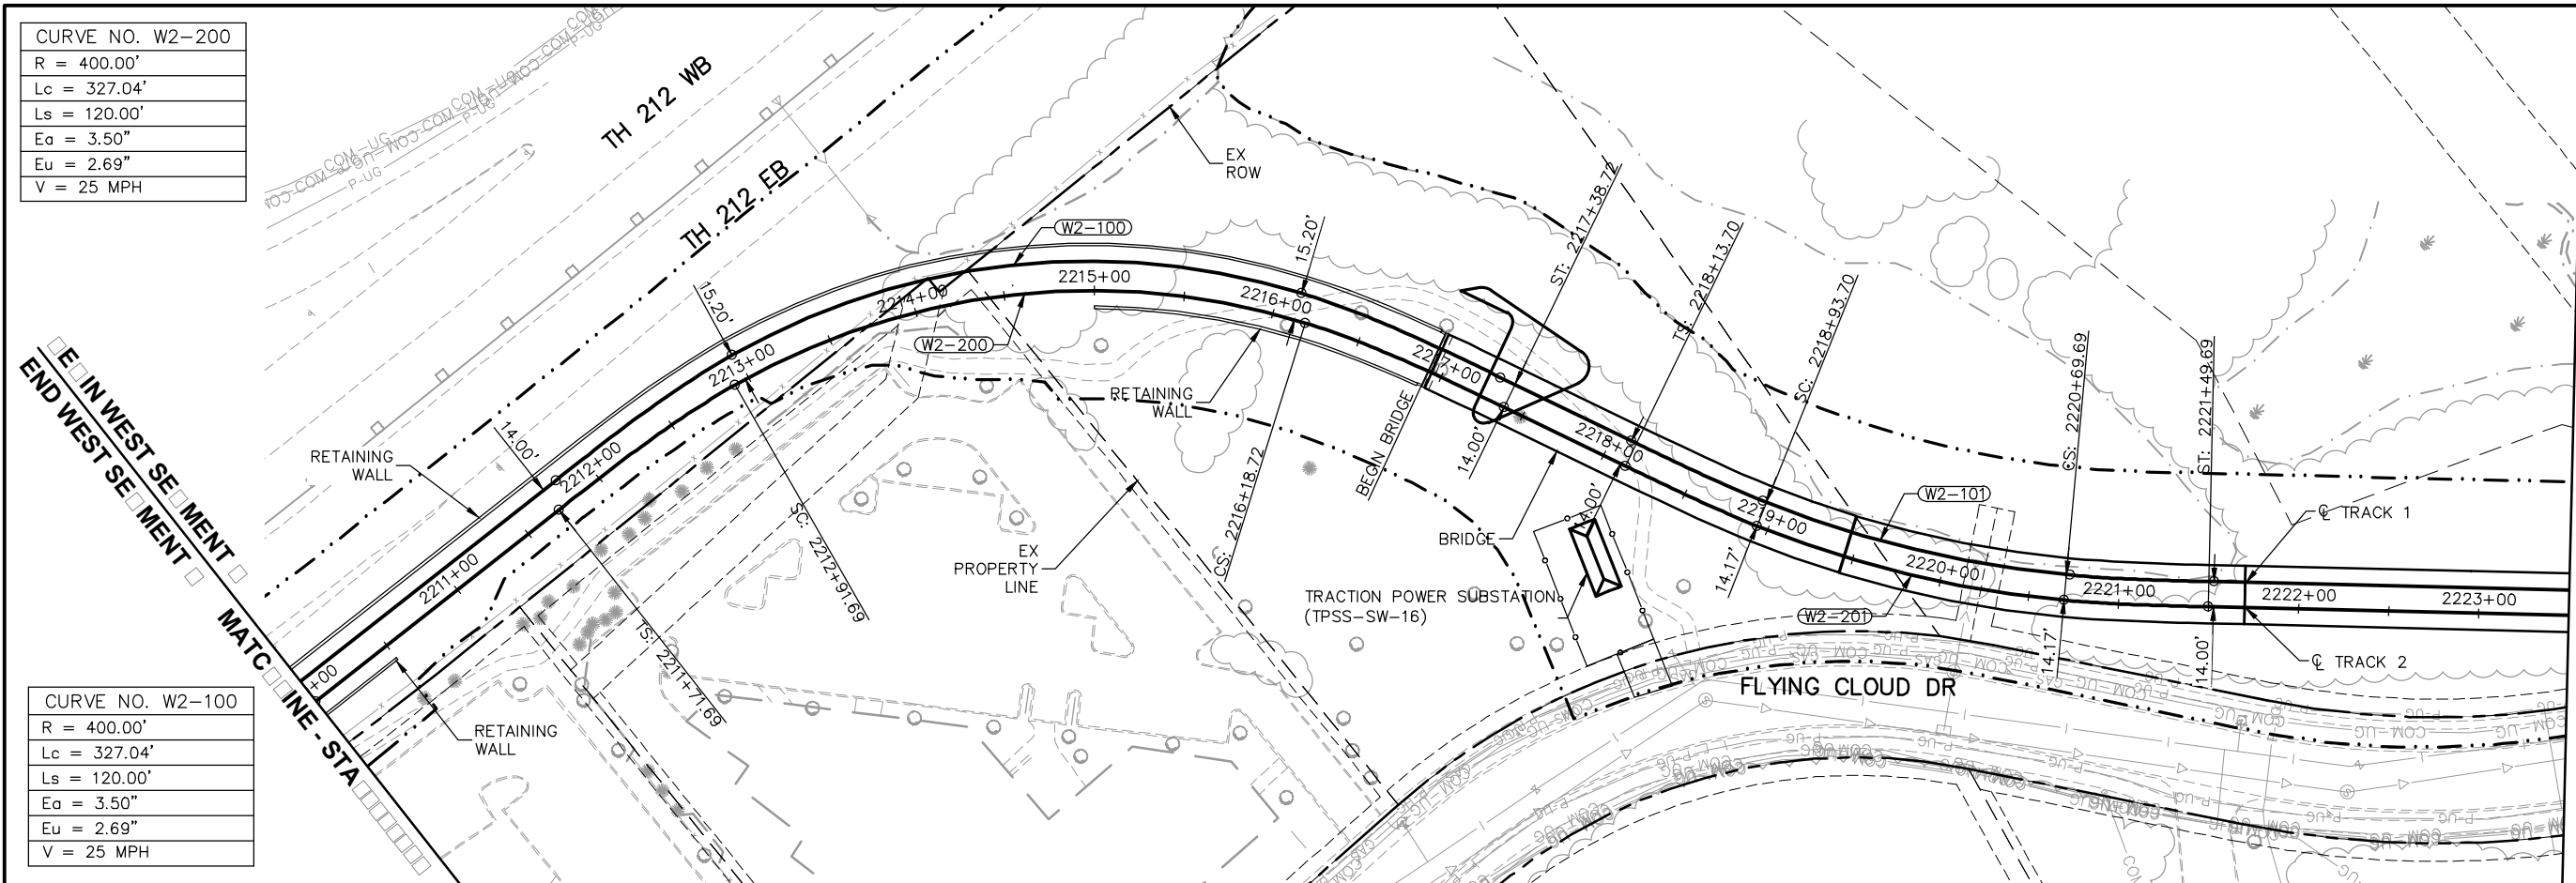 CURVE NO. W2-200
R = 400.00'
Lc = 327.04'
Ls = 120.00'
Ea = 3.50"
Eu = 2.69"
V = 25 MPH
TH 212 WB
TH 212 EB
EX
ROW
W2-100
15.20'
15.20'
2215+00
2214+00
2216+00
ST: 2217+38.72
TS: 2218+13.70
SC: 2218+93.70
CS: 2220+69.69
ST: 2221+49.69
W2-200
2213+00
2217+00
RETAINING
WALL
BEGIN BRIDGE
14.00'
2218+00
14.00'
RETAINING
WALL
14.00'
2212+00
2211+00
+00
SC: 2212+91.69
TS: 2211+71.69
CS: 2216+18.72
EX
PROPERTY
LINE
BRIDGE
TRACTION POWER SUBSTATION
(TPSS-SW-16)
2219+00
14.17'
W2-101
2220+00
W2-201
2221+00
14.17'
14.00'
2222+00
2223+00
℄ TRACK 1
℄ TRACK 2
FLYING CLOUD DR
END WEST SE□MENT □
MATC□ □INE - STA
RETAINING
WALL
COM-UG
P-UG
CURVE NO. W2-100
R = 400.00'
Lc = 327.04'
Ls = 120.00'
Ea = 3.50"
Eu = 2.69"
V = 25 MPH